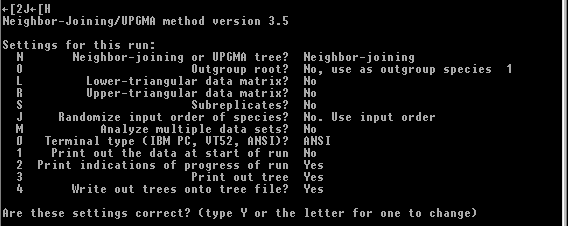 ←[2J←[H
Neighbor-Joining/UPGMA method version 3.5
Settings for this run:
N Neighbor-joining or UPGMA tree? Neighbor-joining
O Outgroup root? No, use as outgroup species 1
L Lower-triangular data matrix? No
R Upper-triangular data matrix? No
S Subreplicates? No
J Randomize input order of species? No. Use input order
M Analyze multiple data sets? No
0 Terminal type (IBM PC, VT52, ANSI)? ANSI
1 Print out the data at start of run No
2 Print indications of progress of run Yes
3 Print out tree Yes
4 Write out trees onto tree file? Yes
Are these settings correct? (type Y or the letter for one to change)